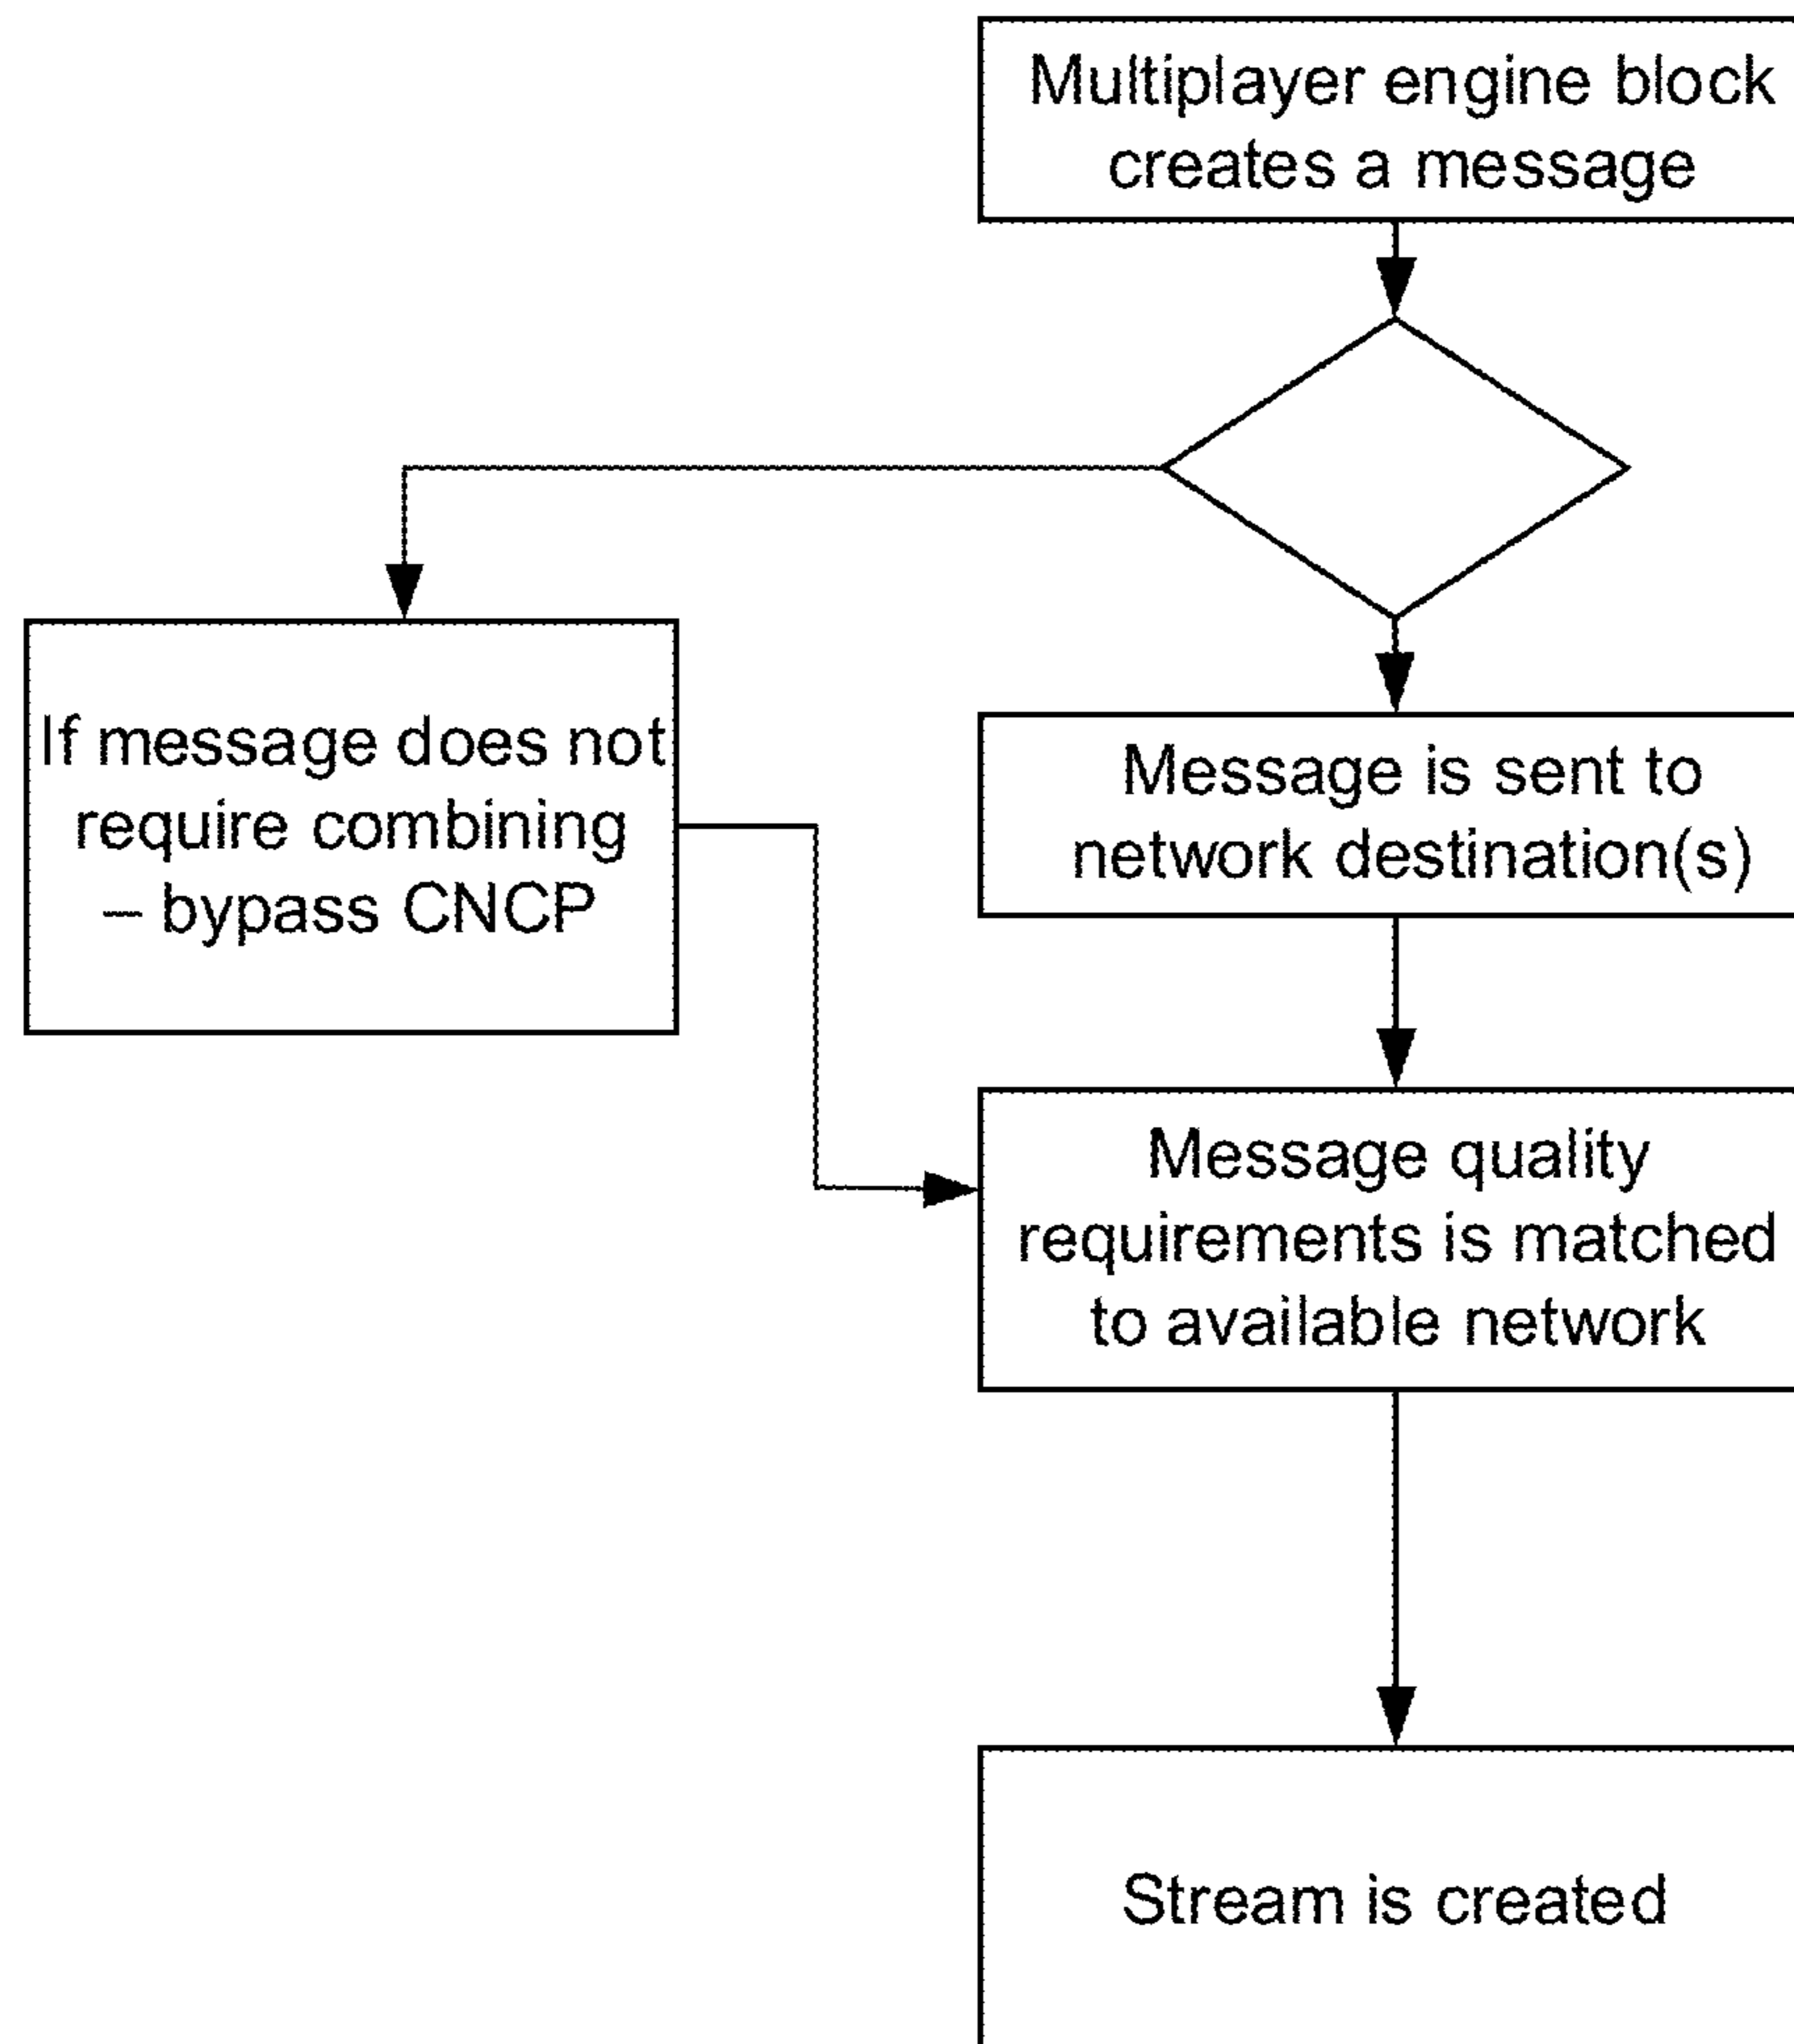 Multiplayer engine block
creates a message
If message does not
require combining
– bypass CNCP
Message is sent to
network destination(s)
Message quality
requirements is matched
to available network
Stream is created